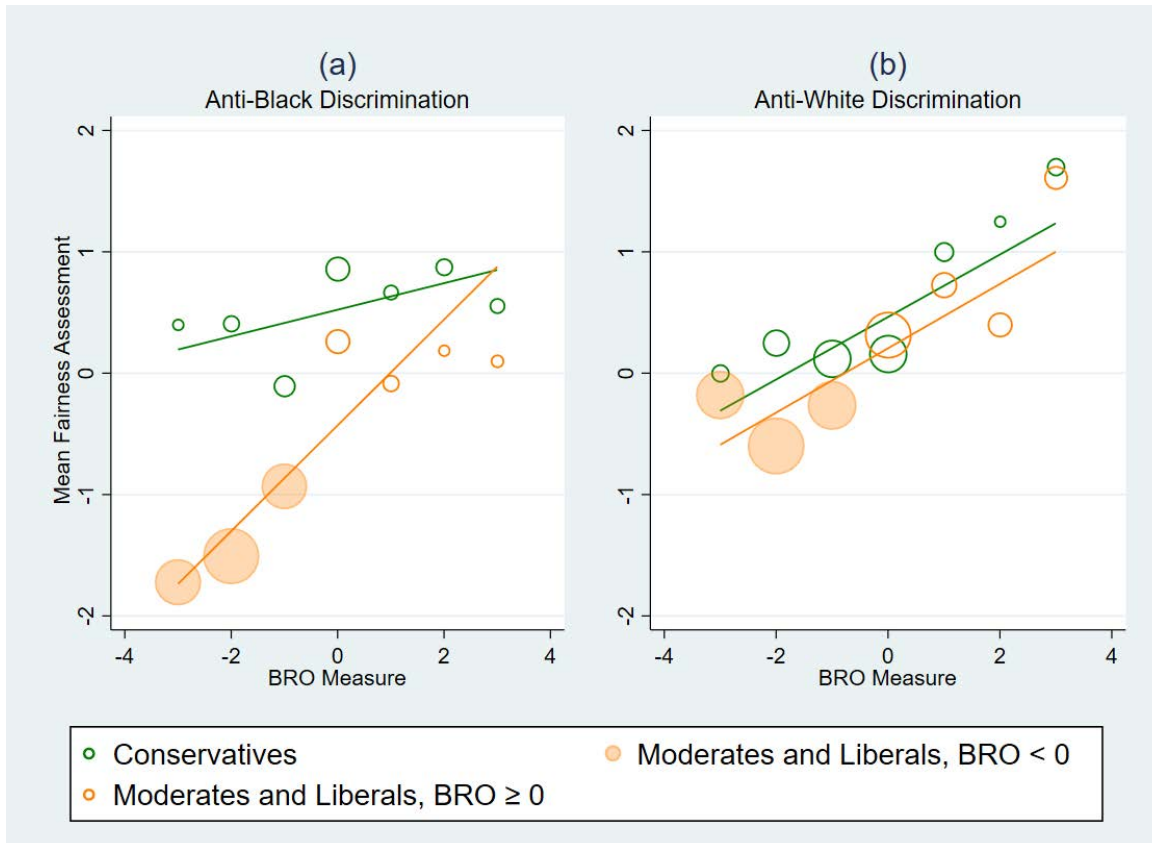 (a)
Anti-Black Discrimination
Mean Fairness Assessment
2
1
0
-1
-2
-4 -2 0 2 4
BRO Measure
(b)
Anti-White Discrimination
2
1
0
-1
-2
-4 -2 0 2 4
BRO Measure
Conservatives
Moderates and Liberals, BRO < 0
Moderates and Liberals, BRO ≥ 0